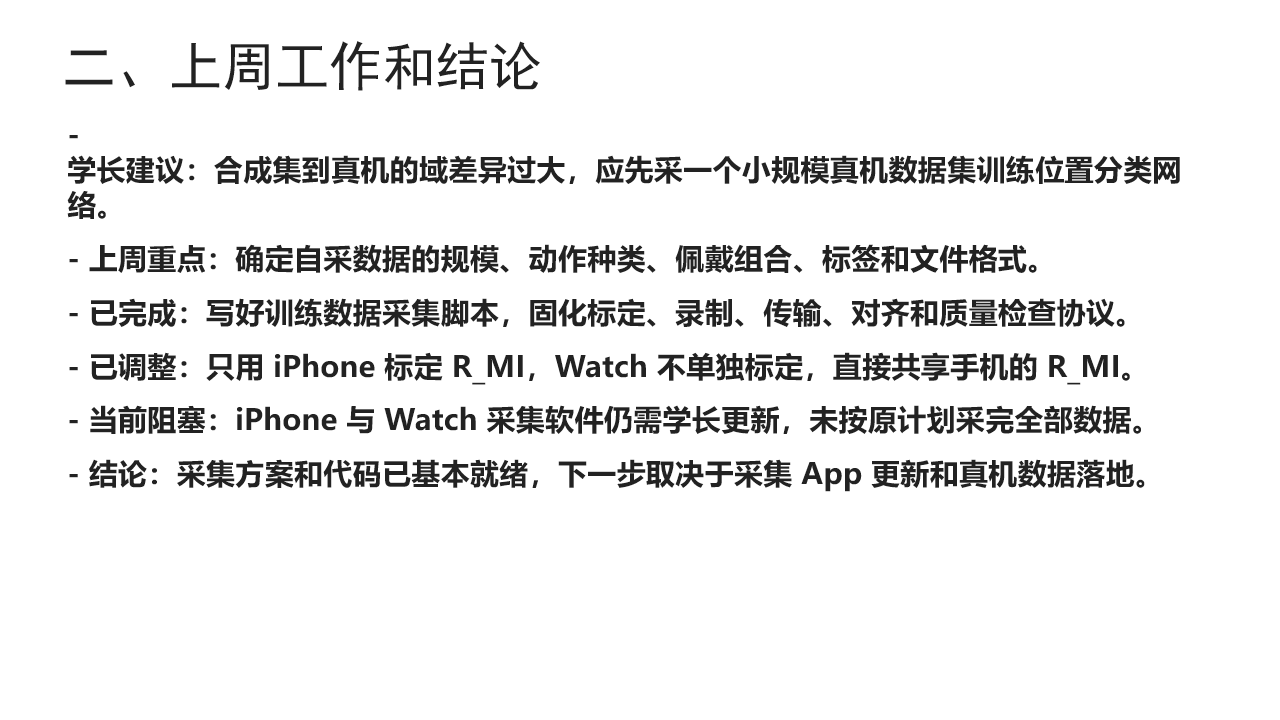 二、上周工作和结论
-
学长建议：合成集到真机的域差异过大，应先采一个小规模真机数据集训练位置分类网
络。
- 上周重点：确定自采数据的规模、动作种类、佩戴组合、标签和文件格式。
- 已完成：写好训练数据采集脚本，固化标定、录制、传输、对齐和质量检查协议。
- 已调整：只用 iPhone 标定 R_MI，Watch 不单独标定，直接共享手机的 R_MI。
- 当前阻塞：iPhone 与 Watch 采集软件仍需学长更新，未按原计划采完全部数据。
- 结论：采集方案和代码已基本就绪，下一步取决于采集 App 更新和真机数据落地。